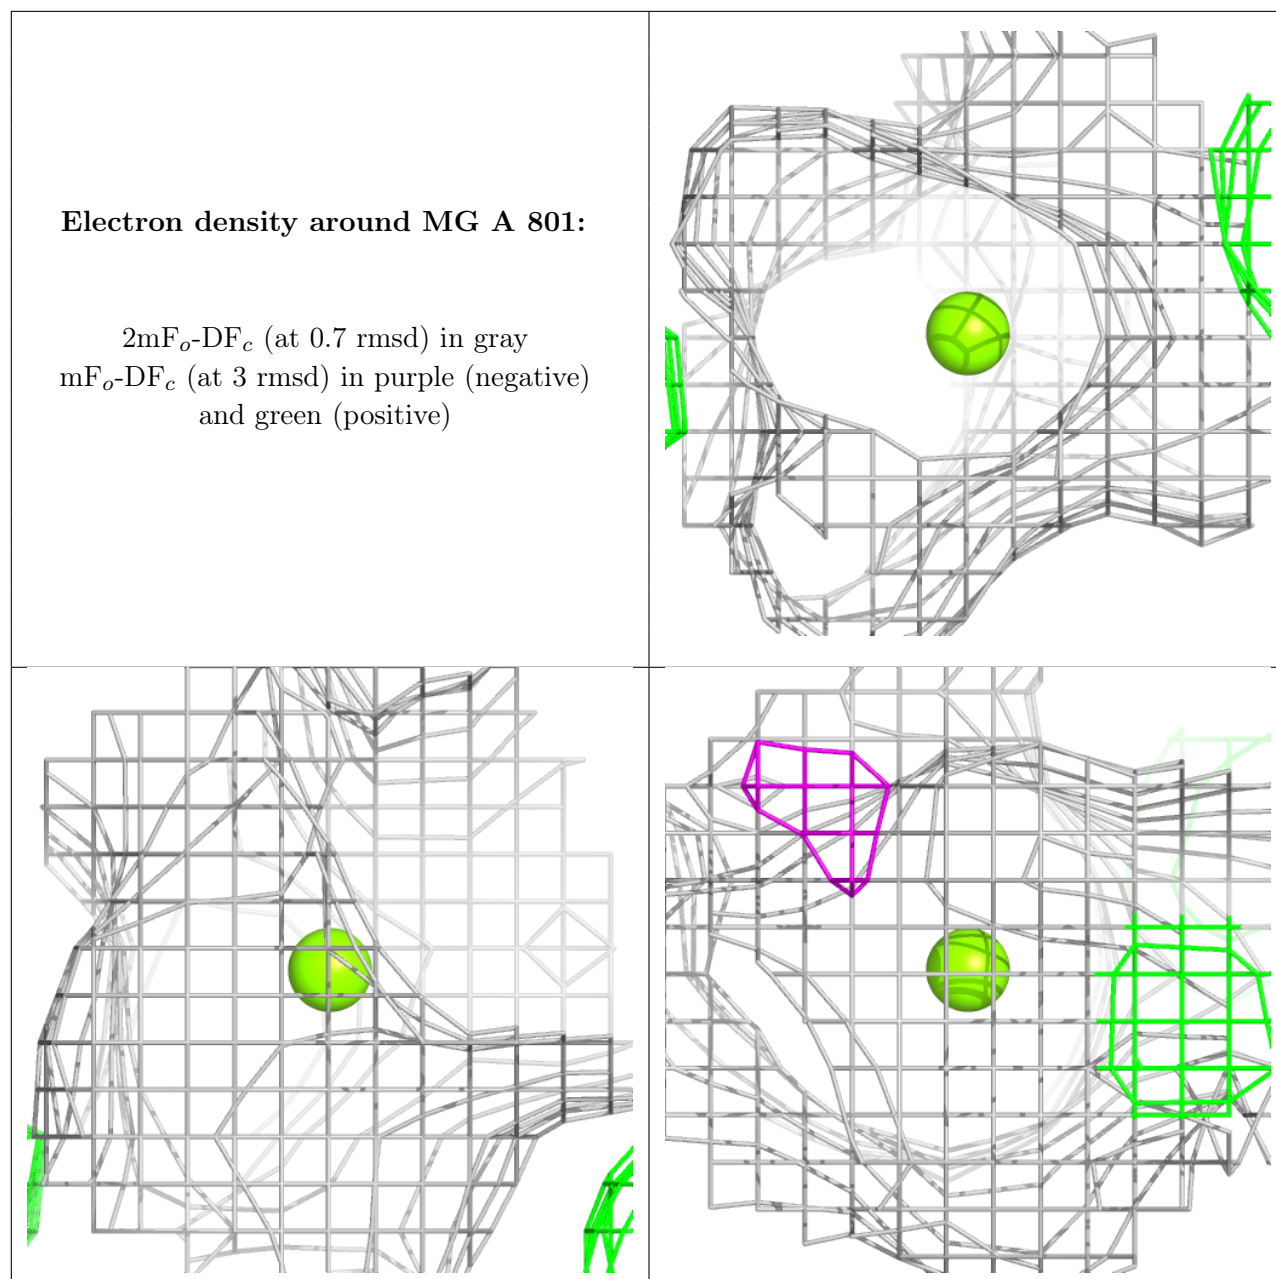 Electron density around MG A 801:
2mFo-DFc (at 0.7 rmsd) in gray
mFo-DFc (at 3 rmsd) in purple (negative)
and green (positive)